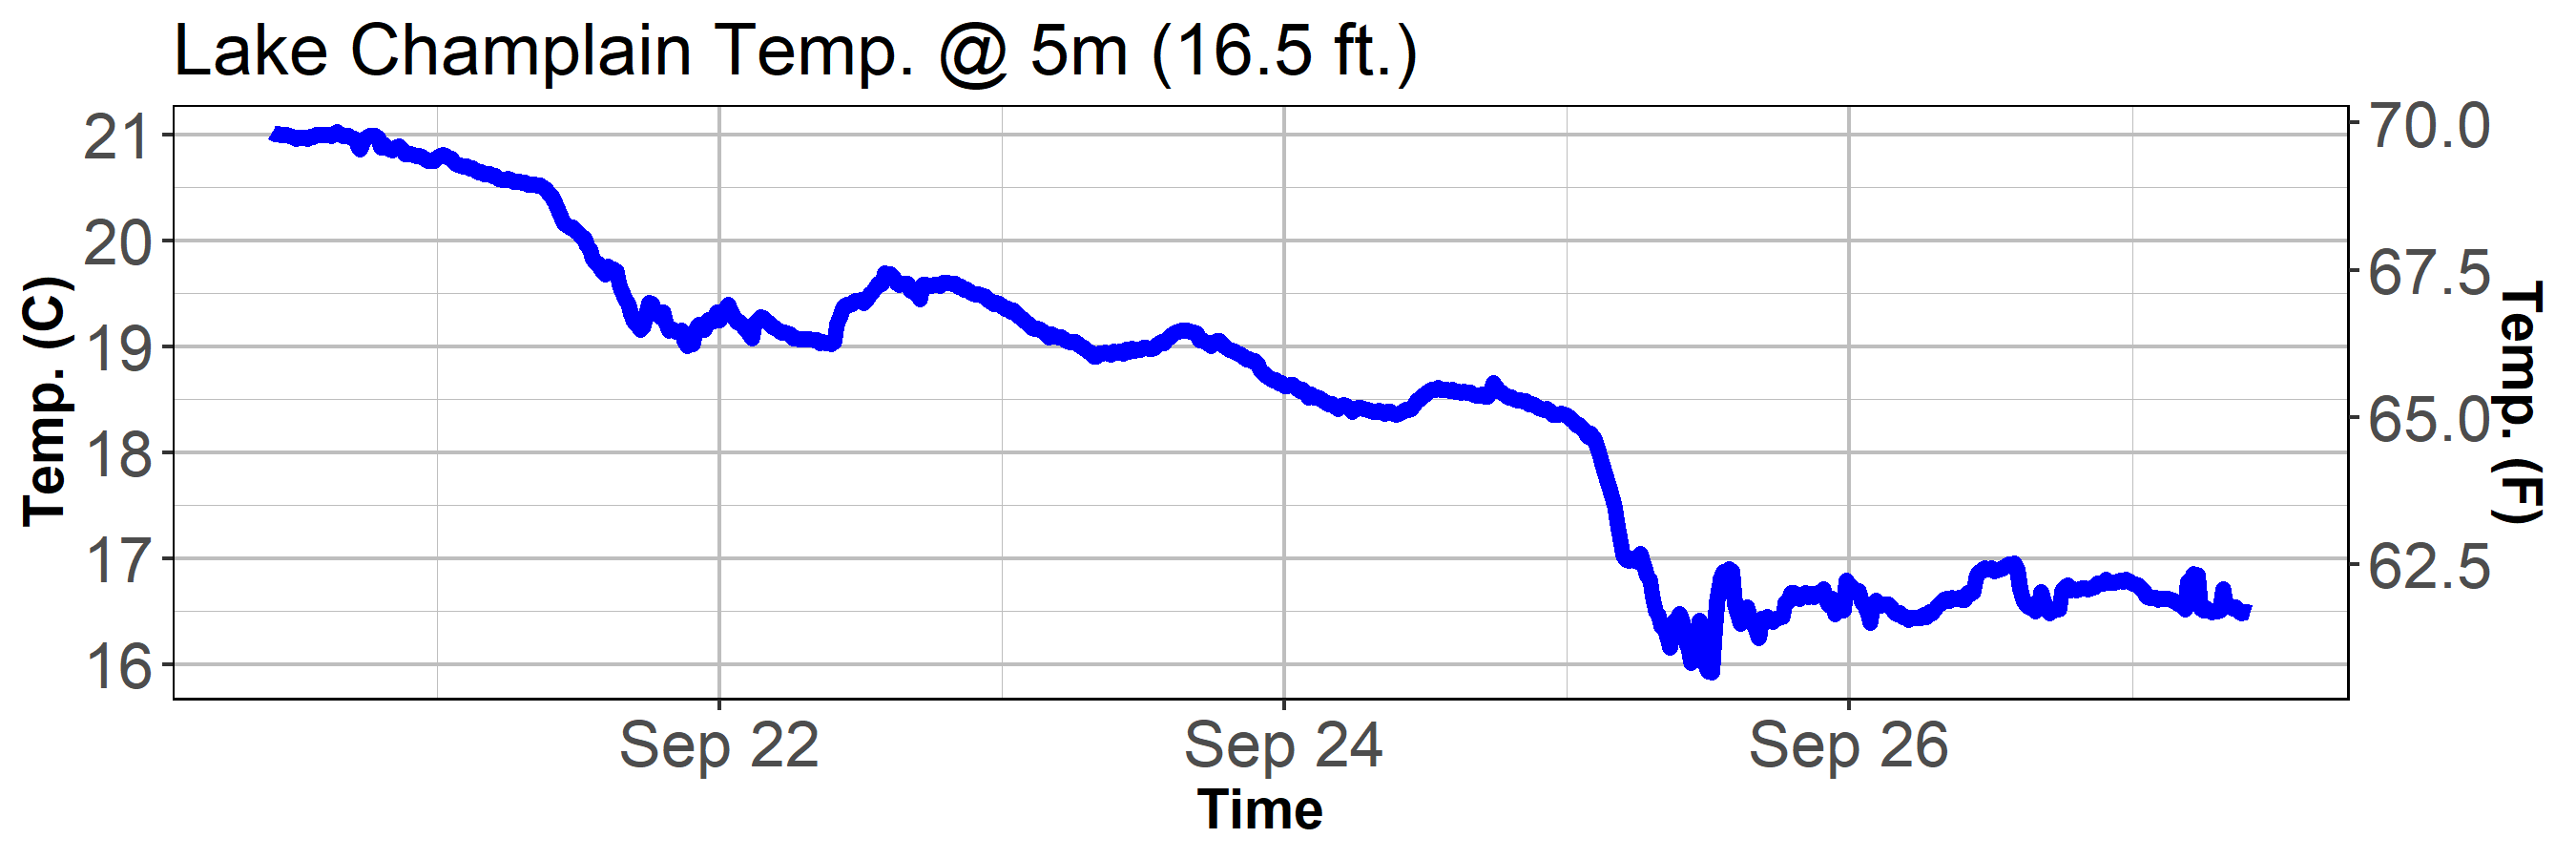 Lake Champlain Temp. @ 5m (16.5 ft.)
Temp. (C)
21
20
19
18
17
16
70.0
67.5
65.0
62.5
Temp. (F)
Sep 22
Sep 24
Sep 26
Time